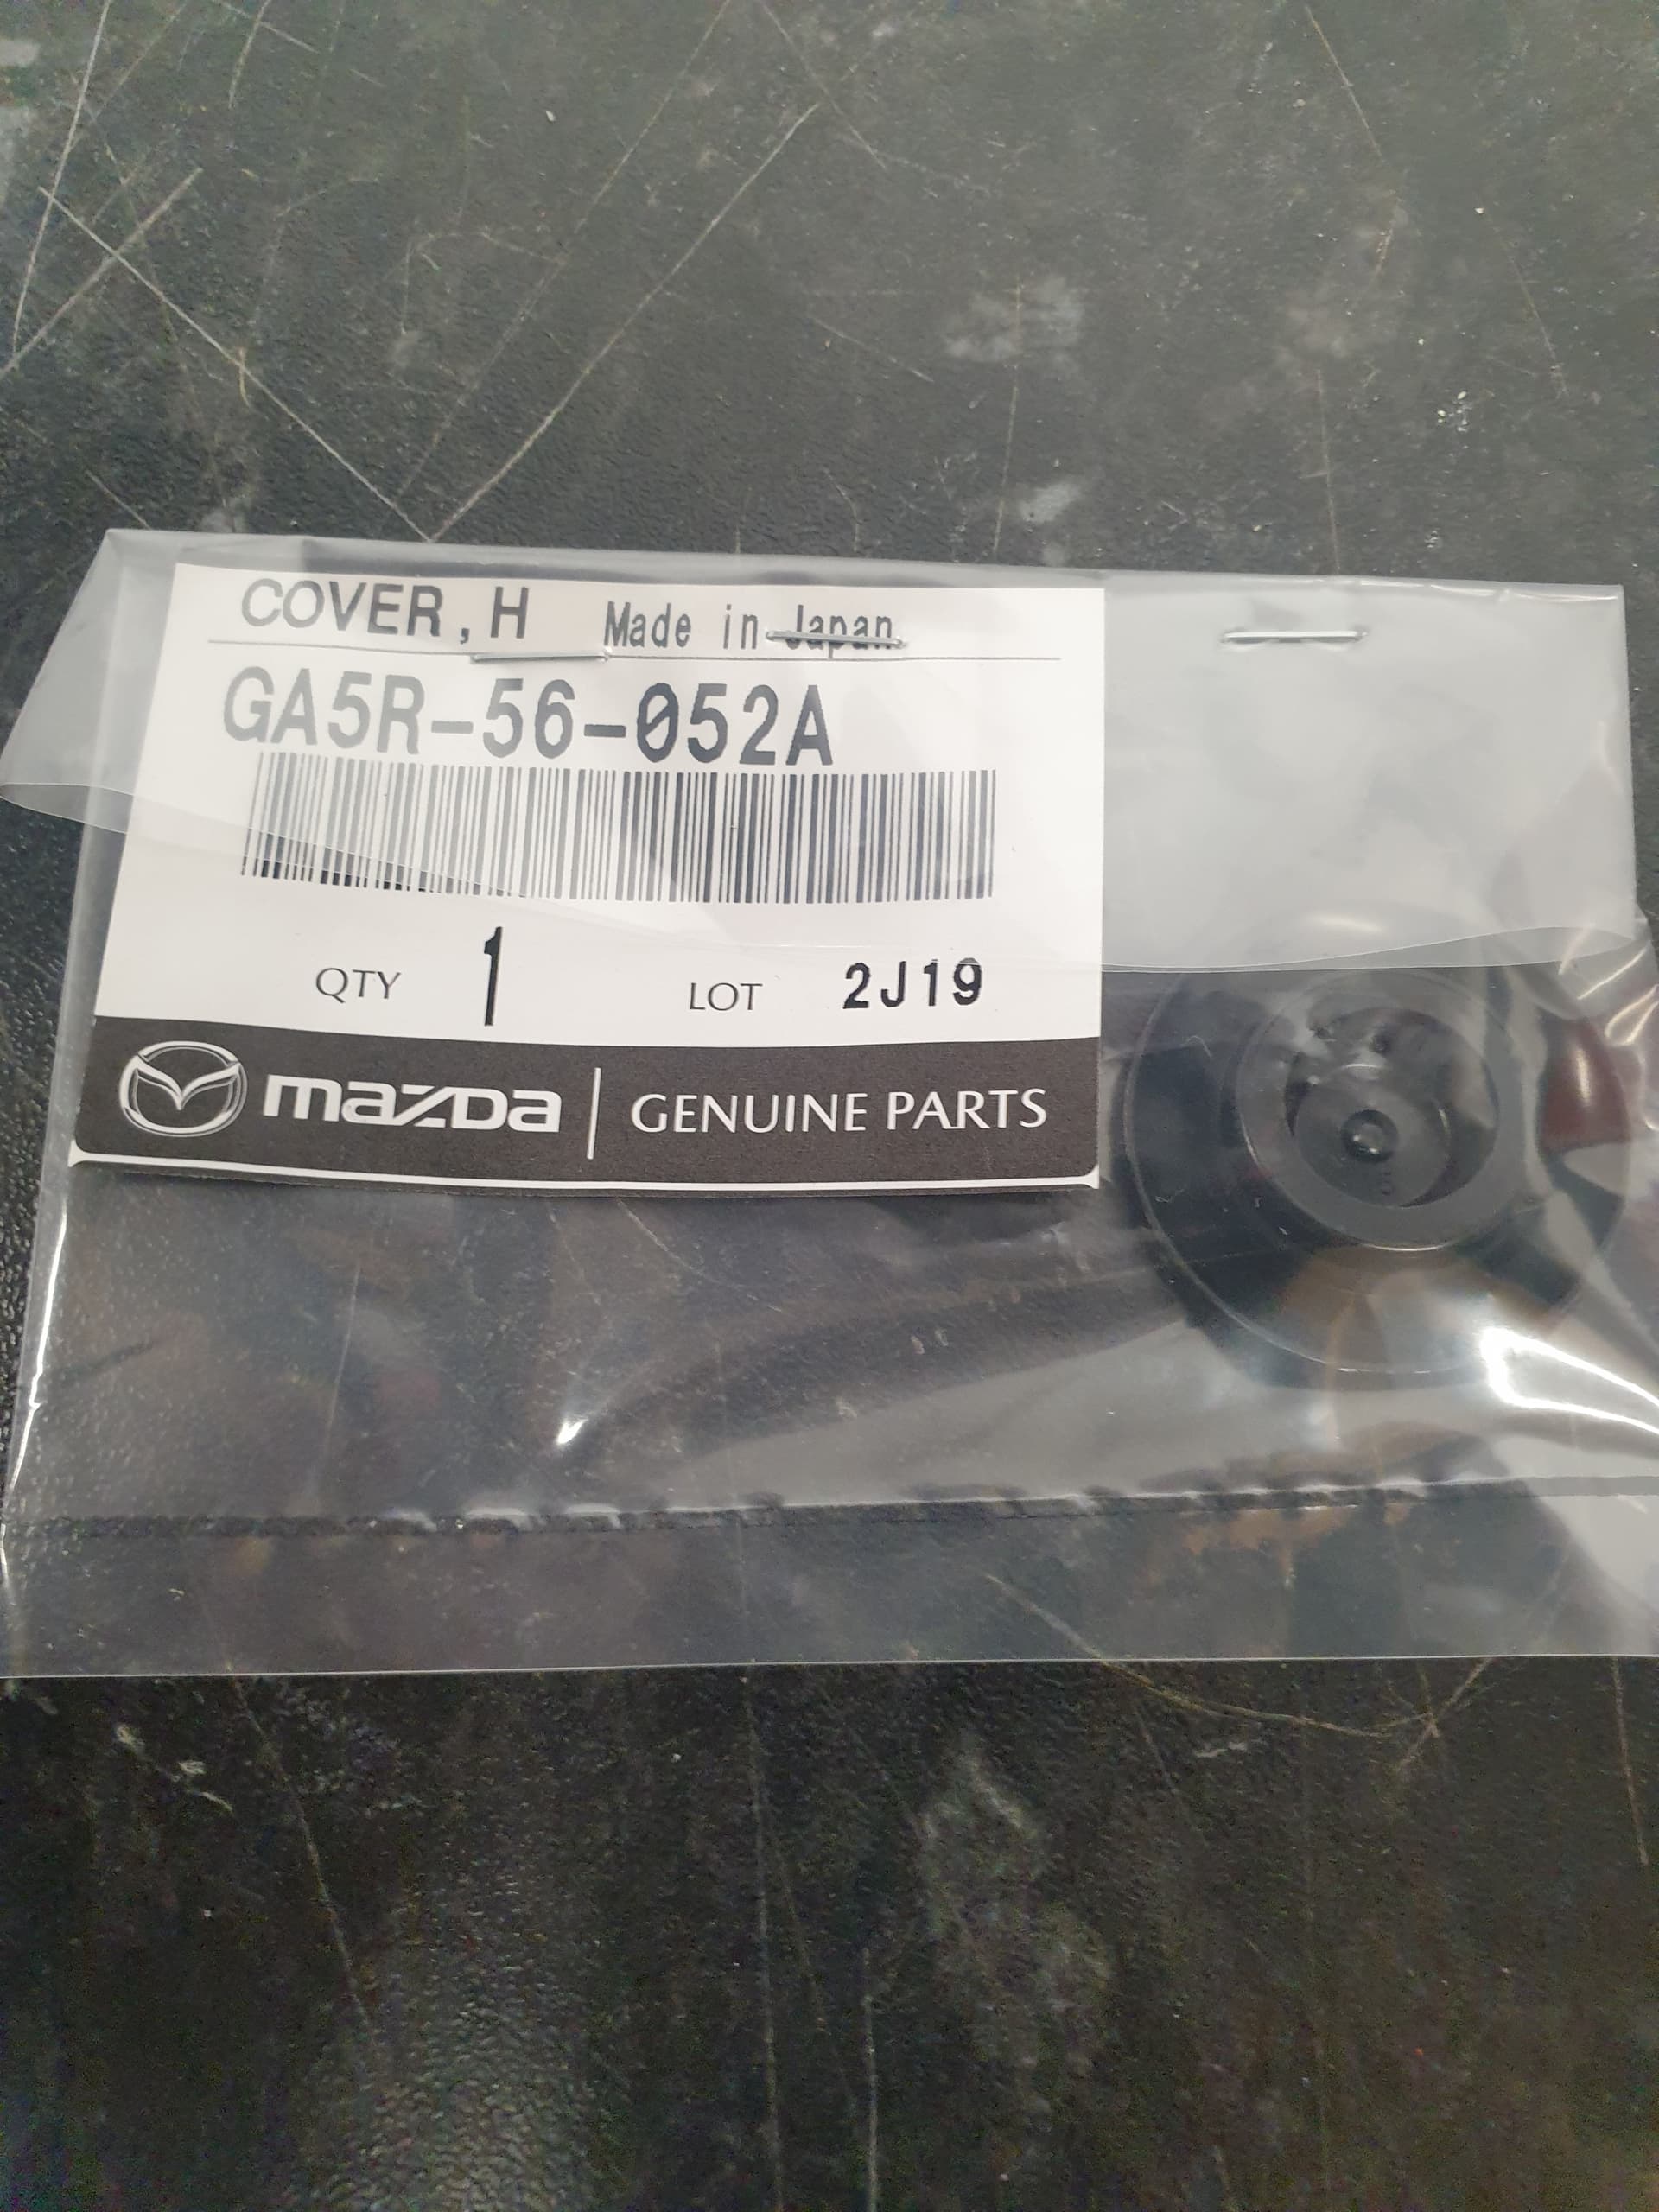 COVER,H Made in Japan
GA5R-56-052A
QTY 1 LOT 2J19
mazda GENUINE PARTS